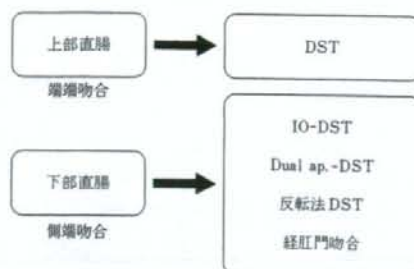 上部直腸
端端吻合
DST
下部直腸
側端吻合
IO-DST
Dual ap.-DST
反転法DST
経肛門吻合